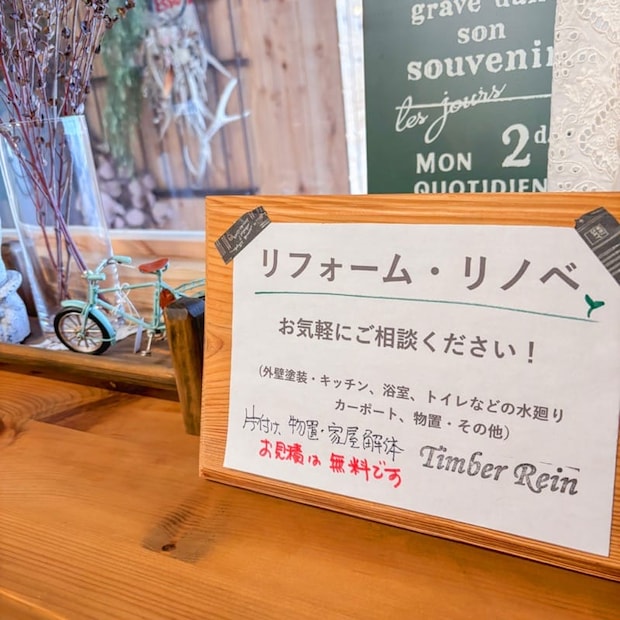 grave dans
son
souvenir
les jours
MON 2d
QUOTIDIEN
リフォーム・リノベ
お気軽にご相談ください！
（外壁塗装・キッチン、浴室、トイレなどの水廻り
カーポート、物置・その他）
片付け、物置・家屋解体
お見積は無料です
Timber Rein